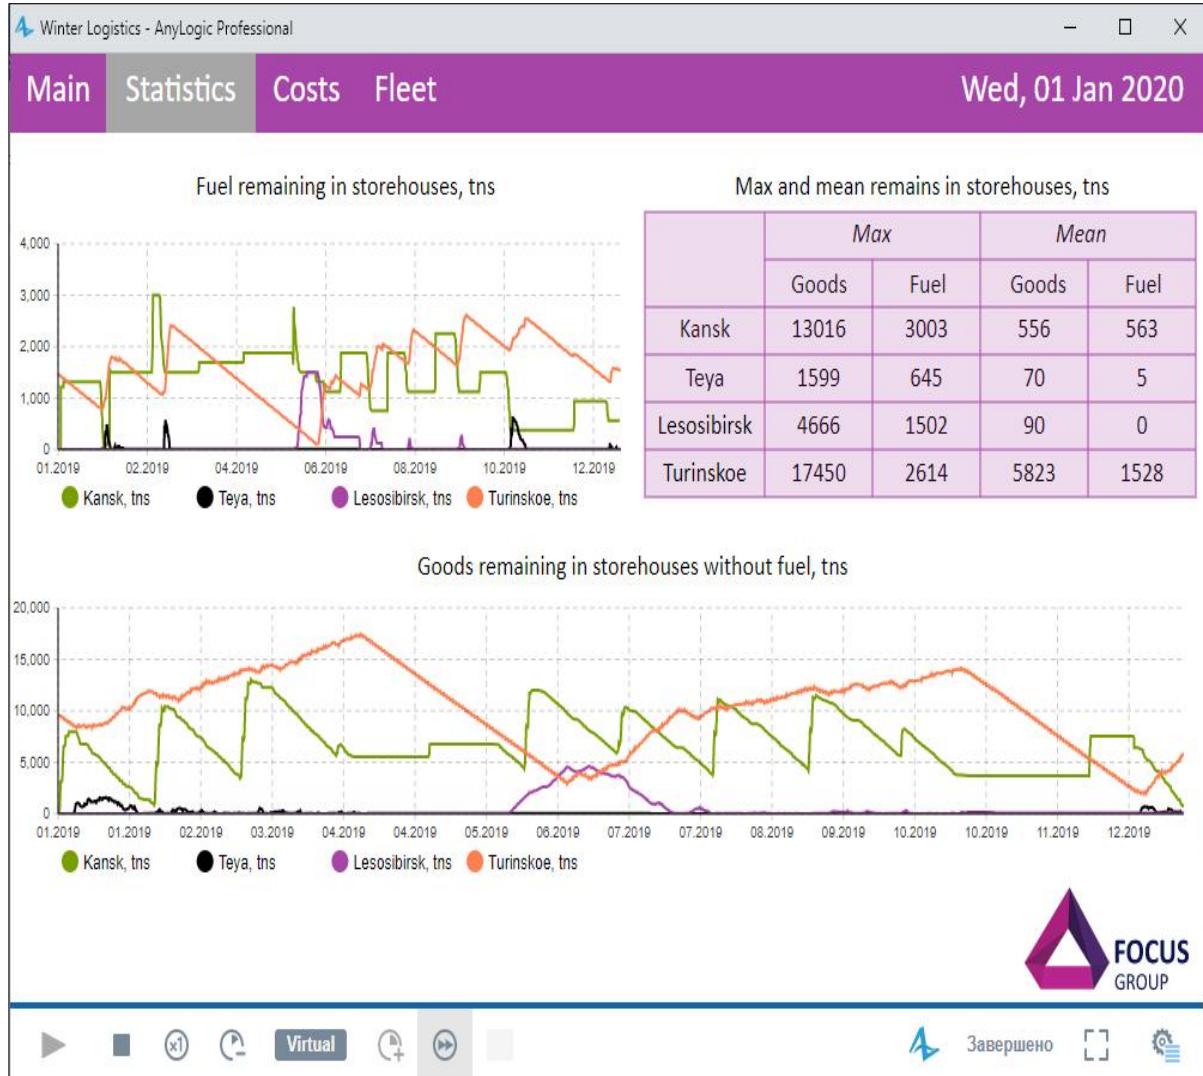 Winter Logistics - AnyLogic Professional
Main Statistics Costs Fleet Wed, 01 Jan 2020
Fuel remaining in storehouses, tns
4,000
3,000
2,000
1,000
0
01.2019 02.2019 04.2019 06.2019 08.2019 10.2019 12.2019
Kansk, tns Teya, tns Lesosibirsk, tns Turinskoe, tns
Max and mean remains in storehouses, tns
Max Mean
Goods Fuel Goods Fuel
Kansk 13016 3003 556 563
Teya 1599 645 70 5
Lesosibirsk 4666 1502 90 0
Turinskoe 17450 2614 5823 1528
Goods remaining in storehouses without fuel, tns
20,000
15,000
10,000
5,000
0
01.2019 01.2019 02.2019 03.2019 04.2019 04.2019 05.2019 06.2019 07.2019 07.2019 08.2019 09.2019 10.2019 10.2019 11.2019 12.2019
Kansk, tns Teya, tns Lesosibirsk, tns Turinskoe, tns
FOCUS
GROUP
x1 Virtual Завершено